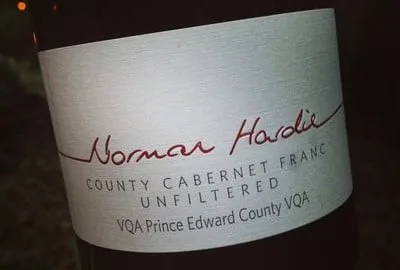 Norman Hardie
COUNTY CABERNET FRANC
UNFILTERED
VQA Prince Edward County VQA